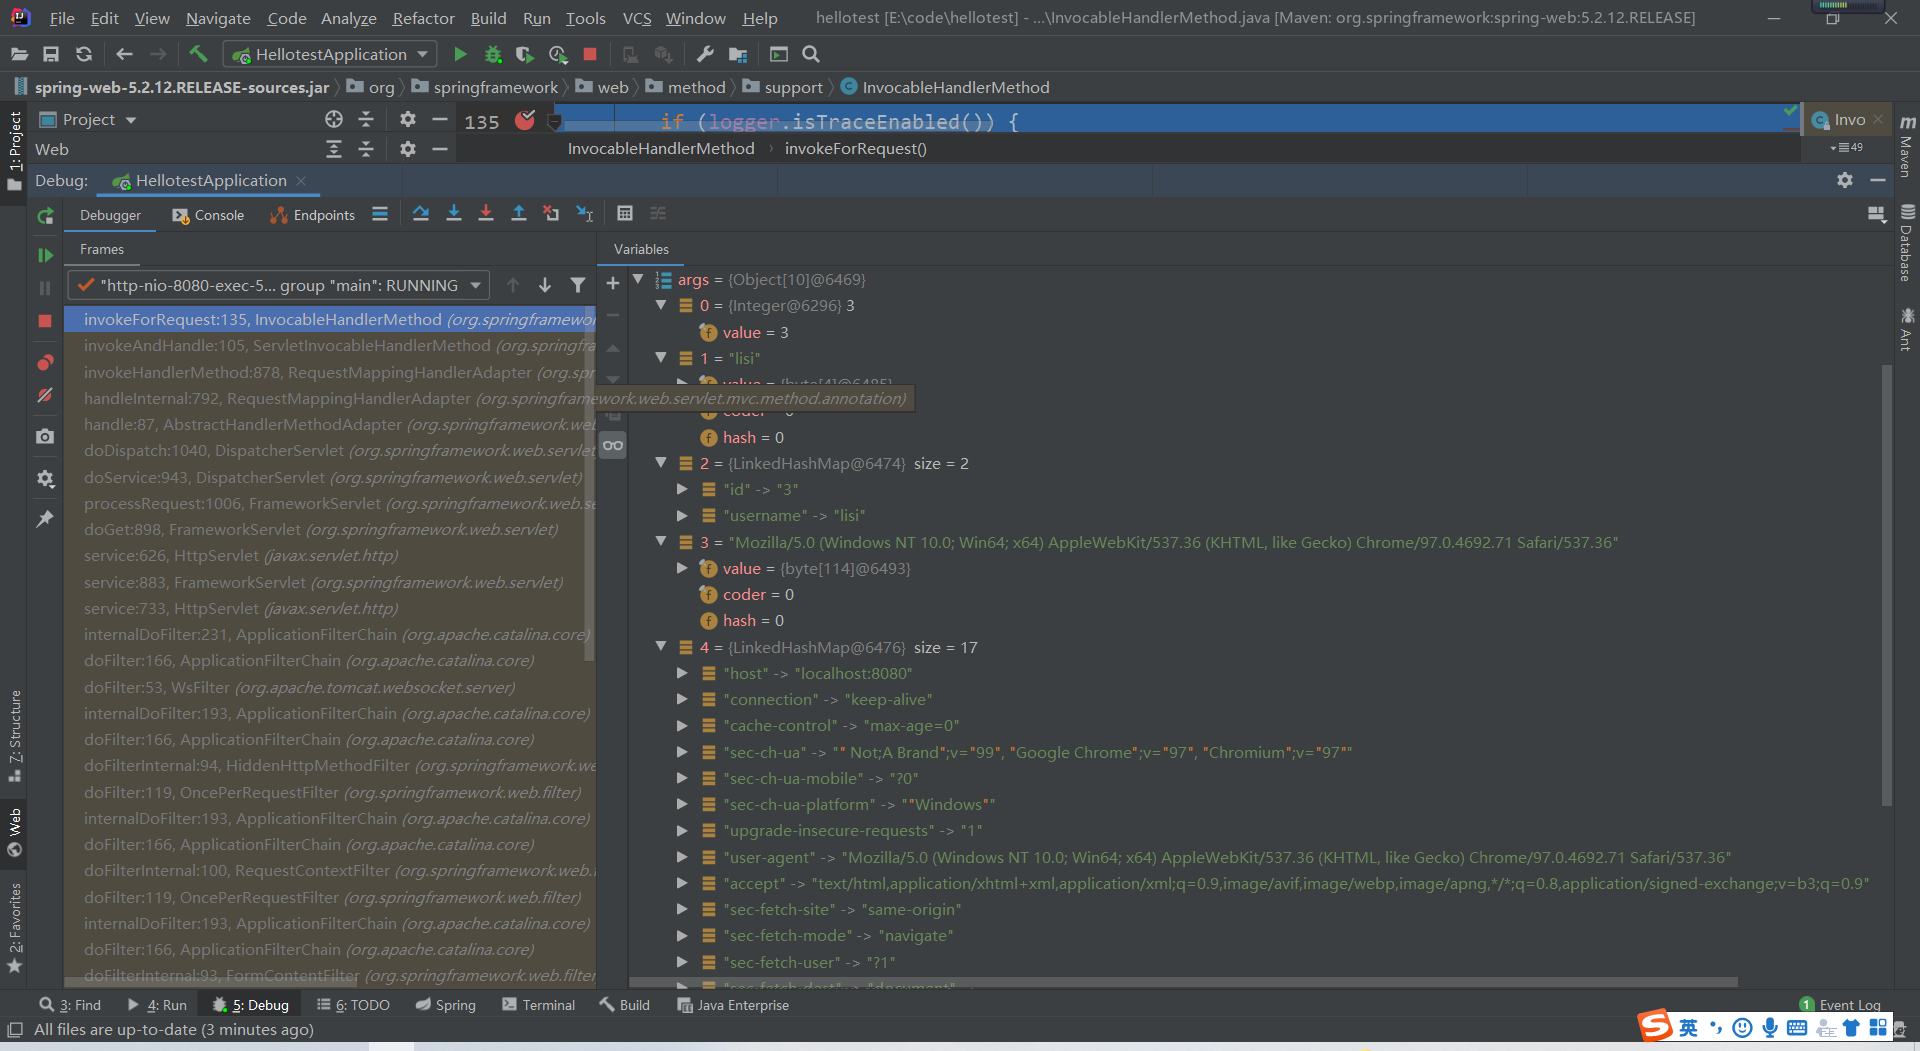 File Edit View Navigate Code Analyze Refactor Build Run Tools VCS Window Help hellotest [E:\code\hellotest] - ...\InvocableHandlerMethod.java [Maven: org.springframework:spring-web:5.2.12.RELEASE]
HellotestApplication
spring-web-5.2.12.RELEASE-sources.jar org springframework web method support InvocableHandlerMethod
Project 135 if (logger.isTraceEnabled()) { Invo
Web InvocableHandlerMethod › invokeForRequest() 49
Debug: HellotestApplication
Debugger Console Endpoints
Frames Variables
"http-nio-8080-exec-5... group "main": RUNNING
invokeForRequest:135, InvocableHandlerMethod (org.springframewor
invokeAndHandle:105, ServletInvocableHandlerMethod (org.springfra
invokeHandlerMethod:878, RequestMappingHandlerAdapter (org.spr
handleInternal:792, RequestMappingHandlerAdapter (org.springframework.web.servlet.mvc.method.annotation)
handle:87, AbstractHandlerMethodAdapter (org.springframework.we
doDispatch:1040, DispatcherServlet (org.springframework.web.servlet
doService:943, DispatcherServlet (org.springframework.web.servlet)
processRequest:1006, FrameworkServlet (org.springframework.web.se
doGet:898, FrameworkServlet (org.springframework.web.servlet)
service:626, HttpServlet (javax.servlet.http)
service:883, FrameworkServlet (org.springframework.web.servlet)
service:733, HttpServlet (javax.servlet.http)
internalDoFilter:231, ApplicationFilterChain (org.apache.catalina.core)
doFilter:166, ApplicationFilterChain (org.apache.catalina.core)
doFilter:53, WsFilter (org.apache.tomcat.websocket.server)
internalDoFilter:193, ApplicationFilterChain (org.apache.catalina.core)
doFilter:166, ApplicationFilterChain (org.apache.catalina.core)
doFilterInternal:94, HiddenHttpMethodFilter (org.springframework.we
doFilter:119, OncePerRequestFilter (org.springframework.web.filter)
internalDoFilter:193, ApplicationFilterChain (org.apache.catalina.core)
doFilter:166, ApplicationFilterChain (org.apache.catalina.core)
doFilterInternal:100, RequestContextFilter (org.springframework.web.
doFilter:119, OncePerRequestFilter (org.springframework.web.filter)
internalDoFilter:193, ApplicationFilterChain (org.apache.catalina.core)
doFilter:166, ApplicationFilterChain (org.apache.catalina.core)
doFilterInternal:93, FormContentFilter (org.springframework.web.filter
args = {Object[10]@6469}
0 = {Integer@6296} 3
value = 3
1 = "lisi"
value = {byte[4]@6485}
coder = 0
hash = 0
2 = {LinkedHashMap@6474} size = 2
"id" -> "3"
"username" -> "lisi"
3 = "Mozilla/5.0 (Windows NT 10.0; Win64; x64) AppleWebKit/537.36 (KHTML, like Gecko) Chrome/97.0.4692.71 Safari/537.36"
value = {byte[114]@6493}
coder = 0
hash = 0
4 = {LinkedHashMap@6476} size = 17
"host" -> "localhost:8080"
"connection" -> "keep-alive"
"cache-control" -> "max-age=0"
"sec-ch-ua" -> "" Not;A Brand";v="99", "Google Chrome";v="97", "Chromium";v="97""
"sec-ch-ua-mobile" -> "?0"
"sec-ch-ua-platform" -> ""Windows""
"upgrade-insecure-requests" -> "1"
"user-agent" -> "Mozilla/5.0 (Windows NT 10.0; Win64; x64) AppleWebKit/537.36 (KHTML, like Gecko) Chrome/97.0.4692.71 Safari/537.36"
"accept" -> "text/html,application/xhtml+xml,application/xml;q=0.9,image/avif,image/webp,image/apng,*/*;q=0.8,application/signed-exchange;v=b3;q=0.9"
"sec-fetch-site" -> "same-origin"
"sec-fetch-mode" -> "navigate"
"sec-fetch-user" -> "?1"
"sec-fetch-dest" -> "document"
1: Project
7: Structure
Web
2: Favorites
Maven
Database
Ant
3: Find 4: Run 5: Debug 6: TODO Spring Terminal Build Java Enterprise 1 Event Log
All files are up-to-date (3 minutes ago) 英